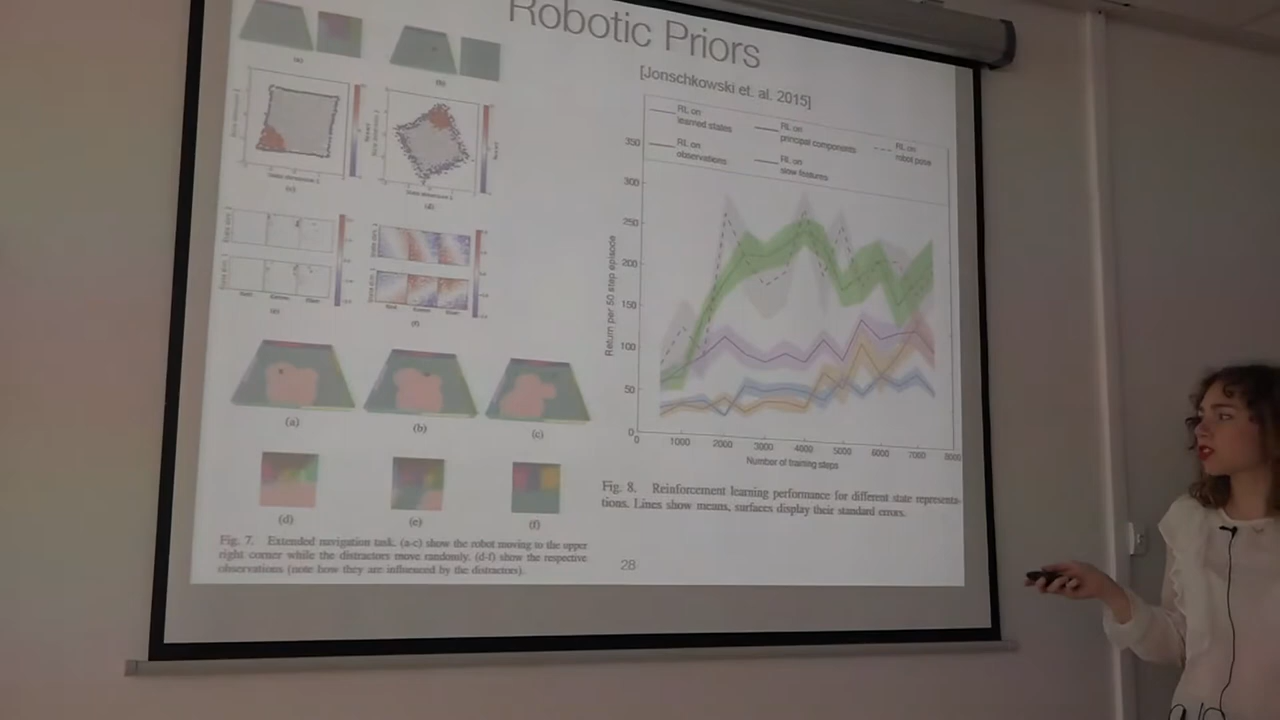 Robotic Priors
[Jonschkowski et. al. 2015]
(a)
(b)
(c)
(d)
(e)
(f)
RL on
learned states
RL on
observations
RL on
principal components
RL on
slow features
RL on
robot pose
350
300
250
200
150
100
50
0
Return per 50 step episode
0 1000 2000 3000 4000 5000 6000 7000 8000
Number of training steps
(a) (b) (c)
(d) (e) (f)
Fig. 7. Extended navigation task. (a-c) show the robot moving to the upper
right corner while the distractors move randomly. (d-f) show the respective
observations (note how they are influenced by the distractors).
Fig. 8. Reinforcement learning performance for different state representa-
tions. Lines show means, surfaces display their standard errors.
28